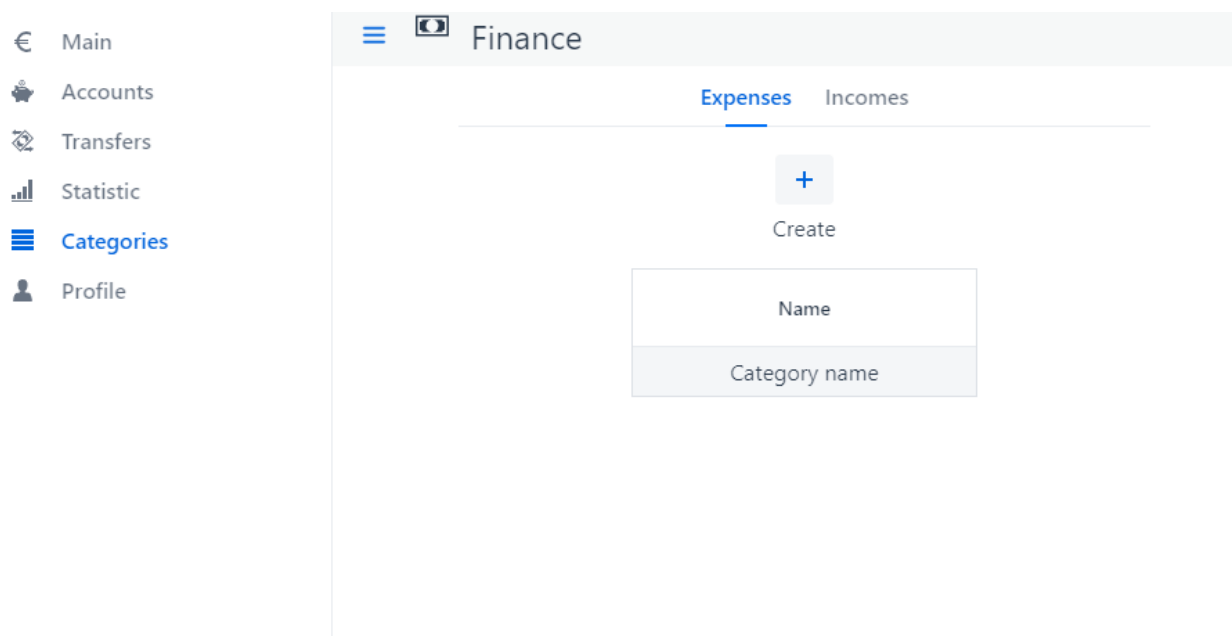 Main
Accounts
Transfers
Statistic
Categories
Profile
Finance
Expenses Incomes
+
Create
Name
Category name